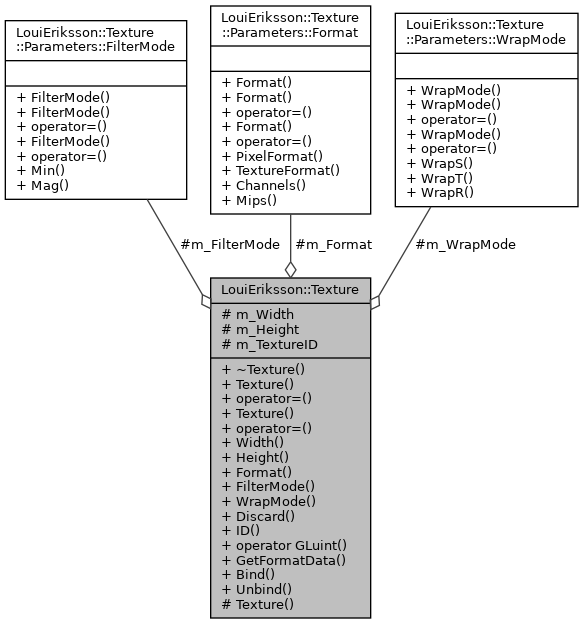 LouiEriksson::Texture
::Parameters::FilterMode
+ FilterMode()
+ FilterMode()
+ operator=()
+ FilterMode()
+ operator=()
+ Min()
+ Mag()
LouiEriksson::Texture
::Parameters::Format
+ Format()
+ Format()
+ operator=()
+ Format()
+ operator=()
+ PixelFormat()
+ TextureFormat()
+ Channels()
+ Mips()
LouiEriksson::Texture
::Parameters::WrapMode
+ WrapMode()
+ WrapMode()
+ operator=()
+ WrapMode()
+ operator=()
+ WrapS()
+ WrapT()
+ WrapR()
#m_FilterMode
#m_Format
#m_WrapMode
LouiEriksson::Texture
# m_Width
# m_Height
# m_TextureID
+ ~Texture()
+ Texture()
+ operator=()
+ Texture()
+ operator=()
+ Width()
+ Height()
+ Format()
+ FilterMode()
+ WrapMode()
+ Discard()
+ ID()
+ operator GLuint()
+ GetFormatData()
+ Bind()
+ Unbind()
# Texture()